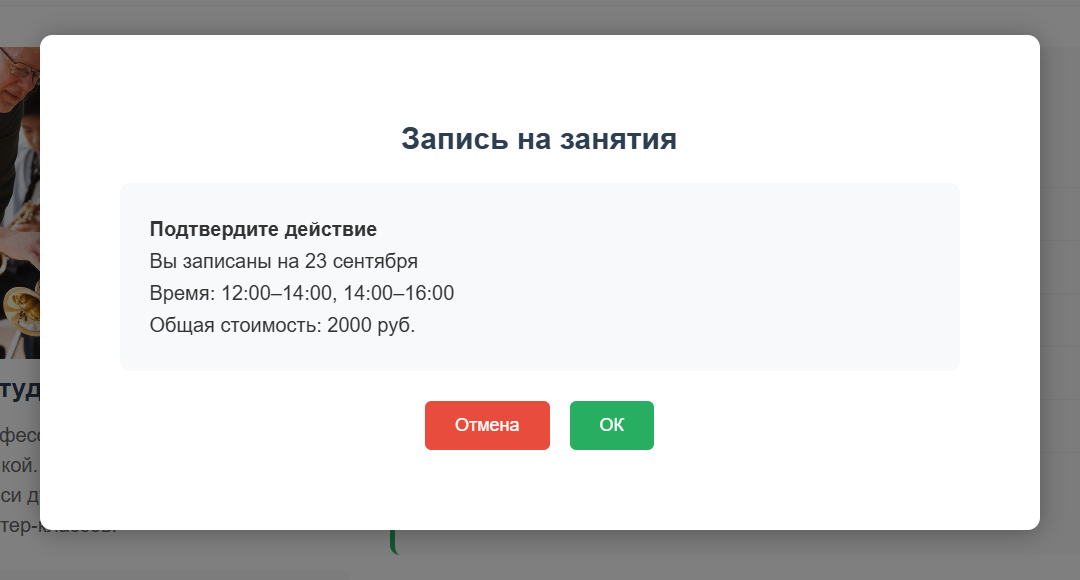 Запись на занятия
Подтвердите действие
Вы записаны на 23 сентября
Время: 12:00–14:00, 14:00–16:00
Общая стоимость: 2000 руб.
Отмена
ОК